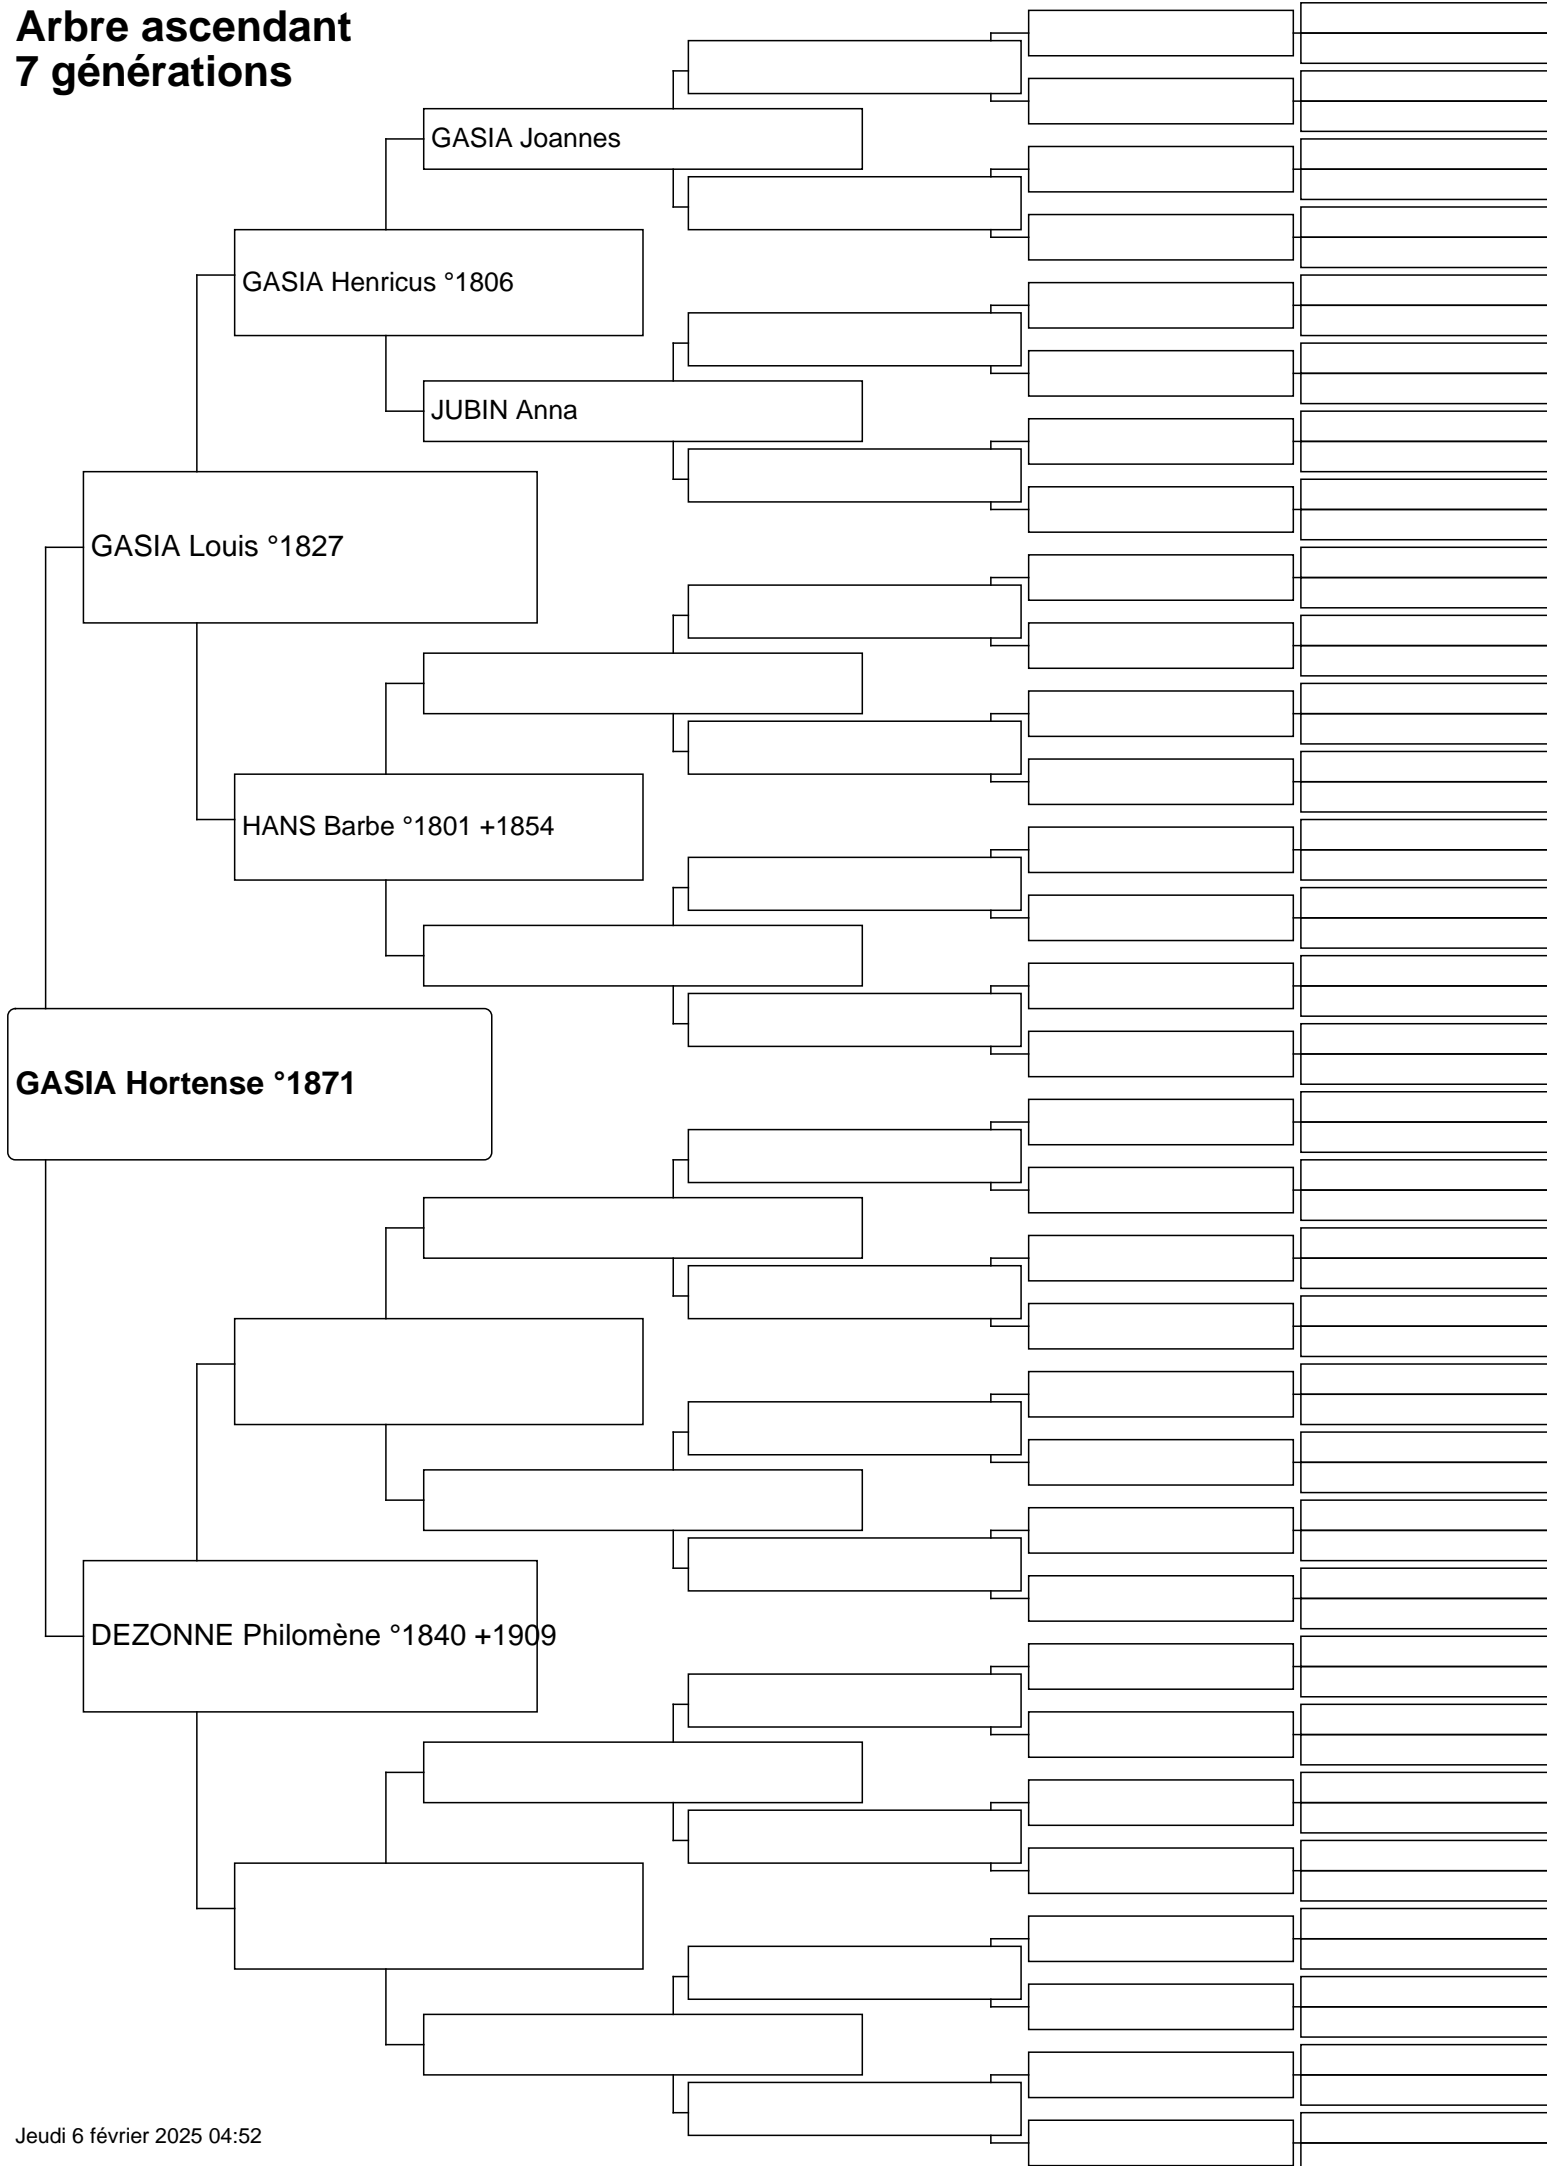 Arbre ascendant
7 générations
GASIA Joannes
GASIA Henricus °1806
JUBIN Anna
GASIA Louis °1827
HANS Barbe °1801 +1854
GASIA Hortense °1871
DEZONNE Philomène °1840 +1909
Jeudi 6 février 2025 04:52